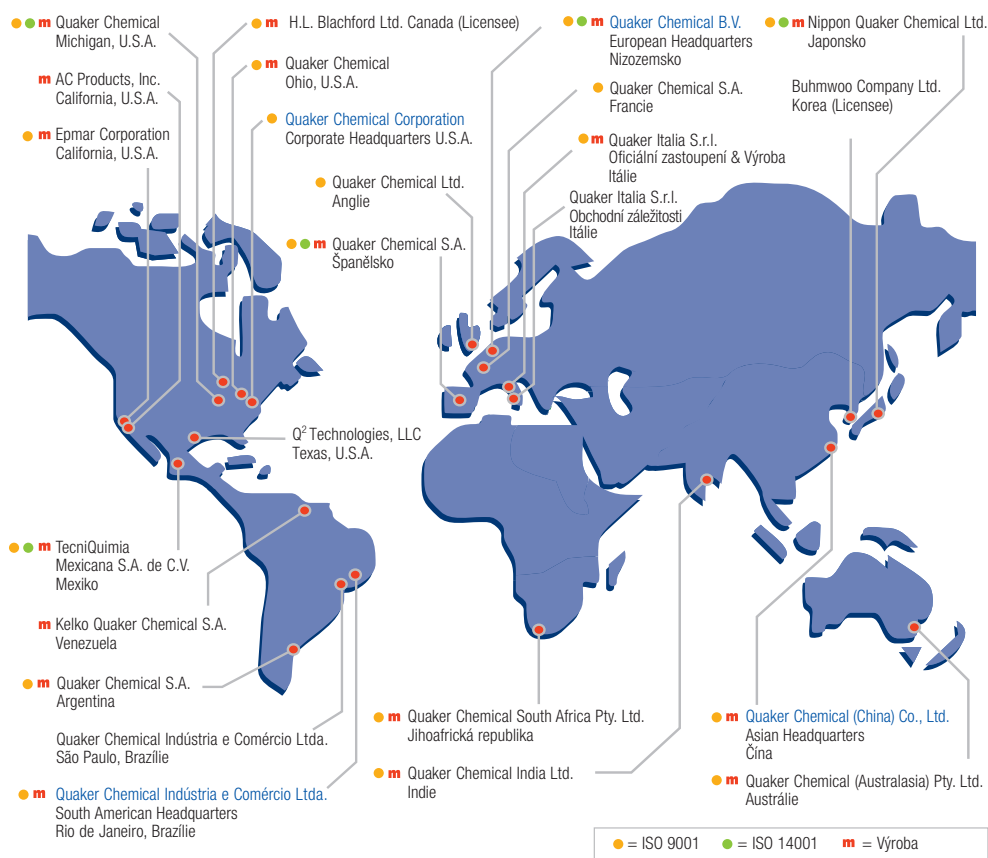 m Quaker Chemical
Michigan, U.S.A.
m AC Products, Inc.
California, U.S.A.
m Epmar Corporation
California, U.S.A.
m H.L. Blachford Ltd. Canada (Licensee)
m Quaker Chemical
Ohio, U.S.A.
Quaker Chemical Corporation
Corporate Headquarters U.S.A.
Quaker Chemical Ltd.
Anglie
m Quaker Chemical S.A.
Španělsko
m Quaker Chemical B.V.
European Headquarters
Nizozemsko
Quaker Chemical S.A.
Francie
m Quaker Italia S.r.l.
Oficiální zastoupení & Výroba
Itálie
Quaker Italia S.r.l.
Obchodní záležitosti
Itálie
m Nippon Quaker Chemical Ltd.
Japonsko
Buhmwoo Company Ltd.
Korea (Licensee)
Q² Technologies, LLC
Texas, U.S.A.
m TecniQuimia
Mexicana S.A. de C.V.
Mexiko
m Kelko Quaker Chemical S.A.
Venezuela
m Quaker Chemical S.A.
Argentina
Quaker Chemical Indústria e Comércio Ltda.
São Paulo, Brazílie
m Quaker Chemical Indústria e Comércio Ltda.
South American Headquarters
Rio de Janeiro, Brazílie
m Quaker Chemical South Africa Pty. Ltd.
Jihoafrická republika
m Quaker Chemical India Ltd.
Indie
m Quaker Chemical (China) Co., Ltd.
Asian Headquarters
Čína
m Quaker Chemical (Australasia) Pty. Ltd.
Austrálie
= ISO 9001 = ISO 14001 m = Výroba